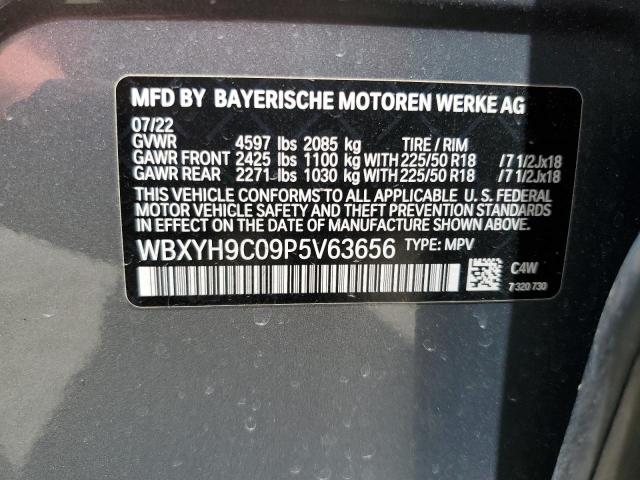 MFD BY BAYERISCHE MOTOREN WERKE AG
07/22
GVWR 4597 lbs 2085 kg TIRE / RIM
GAWR FRONT 2425 lbs 1100 kg WITH 225/50 R18 /7 1/2Jx18
GAWR REAR 2271 lbs 1030 kg WITH 225/50 R18 /7 1/2Jx18
THIS VEHICLE CONFORMS TO ALL APPLICABLE U. S. FEDERAL
MOTOR VEHICLE SAFETY AND THEFT PREVENTION STANDARDS
IN EFFECT ON THE DATE OF MANUFACTURE SHOWN ABOVE.
WBXYH9C09P5V63656 TYPE: MPV
C4W
7 320 730